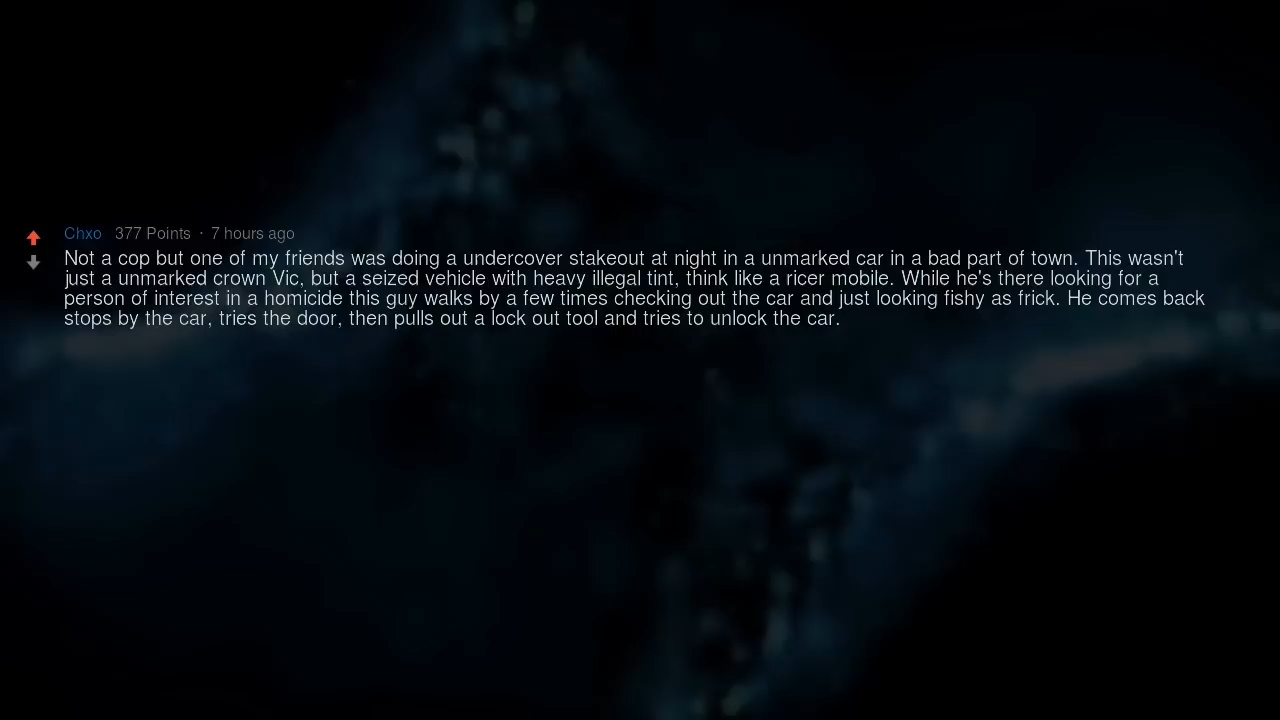 Chxo 377 Points · 7 hours ago
Not a cop but one of my friends was doing a undercover stakeout at night in a unmarked car in a bad part of town. This wasn't
just a unmarked crown Vic, but a seized vehicle with heavy illegal tint, think like a ricer mobile. While he's there looking for a
person of interest in a homicide this guy walks by a few times checking out the car and just looking fishy as frick. He comes back
stops by the car, tries the door, then pulls out a lock out tool and tries to unlock the car.